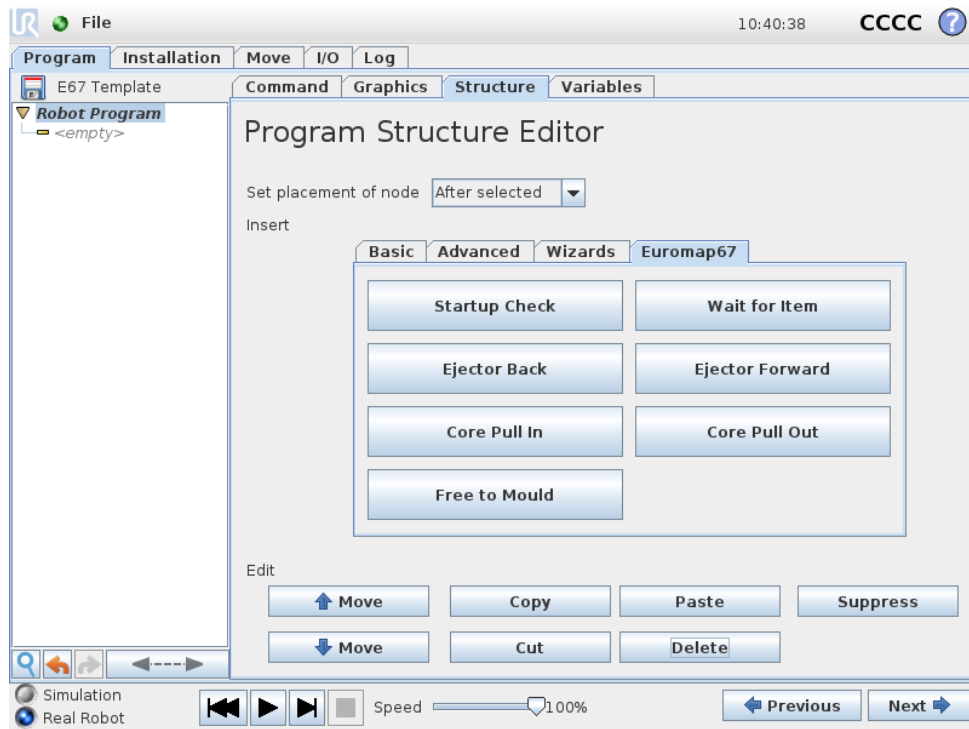 UR File 10:40:38 CCCC ?
Program Installation Move I/O Log
E67 Template Command Graphics Structure Variables
Robot Program
<empty>
Program Structure Editor
Set placement of node After selected
Insert
Basic Advanced Wizards Euromap67
Startup Check Wait for Item
Ejector Back Ejector Forward
Core Pull In Core Pull Out
Free to Mould
Edit
Move Copy Paste Suppress
Move Cut Delete
Simulation
Real Robot
Speed 100% Previous Next